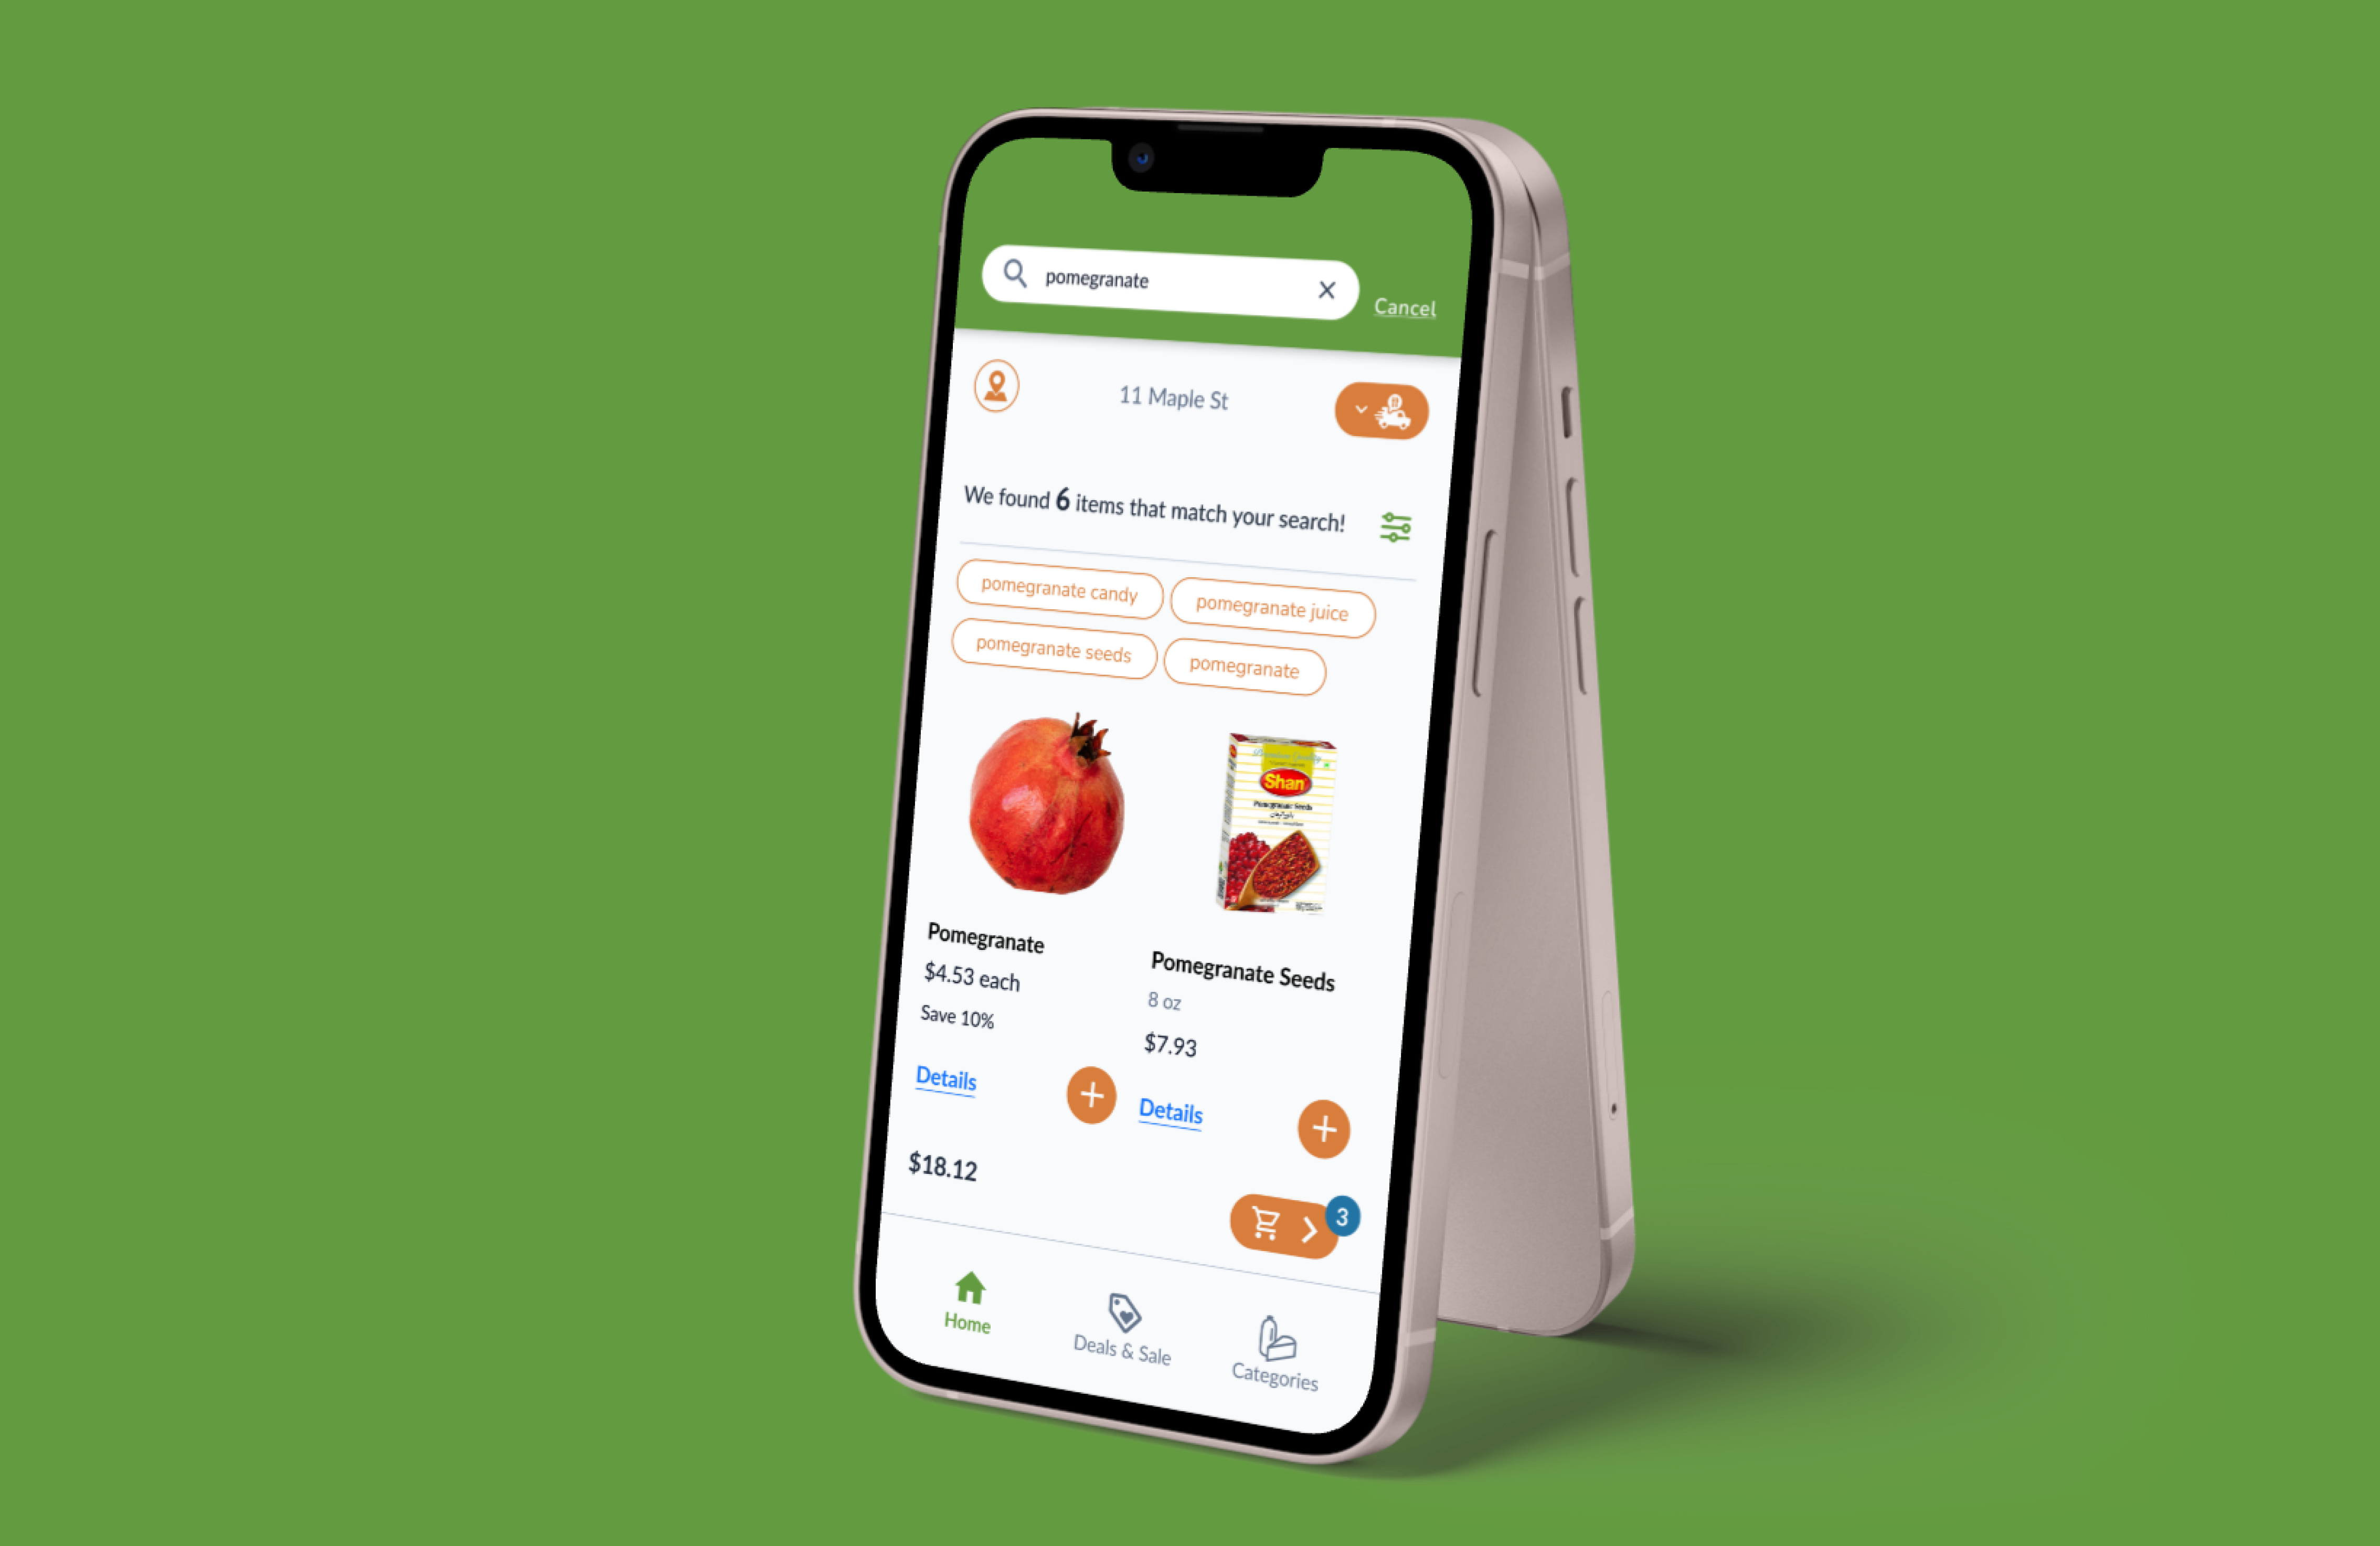 pomegranate
Cancel
11 Maple St
We found 6 items that match your search!
pomegranate candy
pomegranate juice
pomegranate seeds
pomegranate
Shan
Pomegranate Seeds
Pomegranate
$4.53 each
Save 10%
Details
Pomegranate Seeds
8 oz
$7.93
Details
$18.12
3
Home
Deals & Sale
Categories